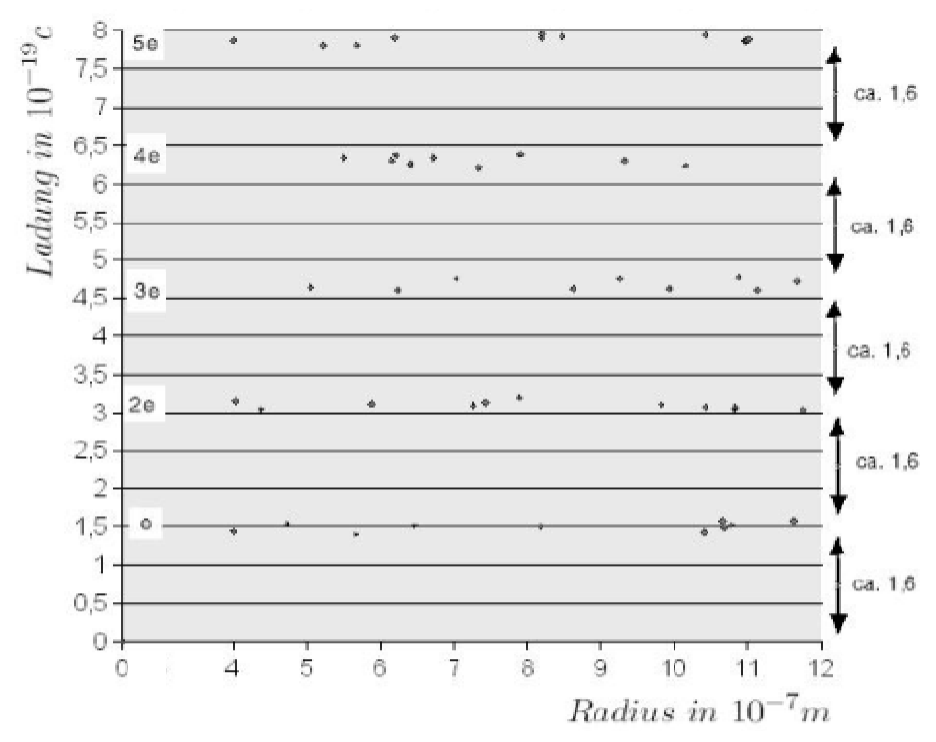 Ladung in 10⁻¹⁹c
8
7,5
7
6,5
6
5,5
5
4,5
4
3,5
3
2,5
2
1,5
1
0,5
0
5e
4e
3e
2e
e
ca. 1,6
ca. 1,6
ca. 1,6
ca. 1,6
ca. 1,6
0 4 5 6 7 8 9 10 11 12
Radius in 10⁻⁷m